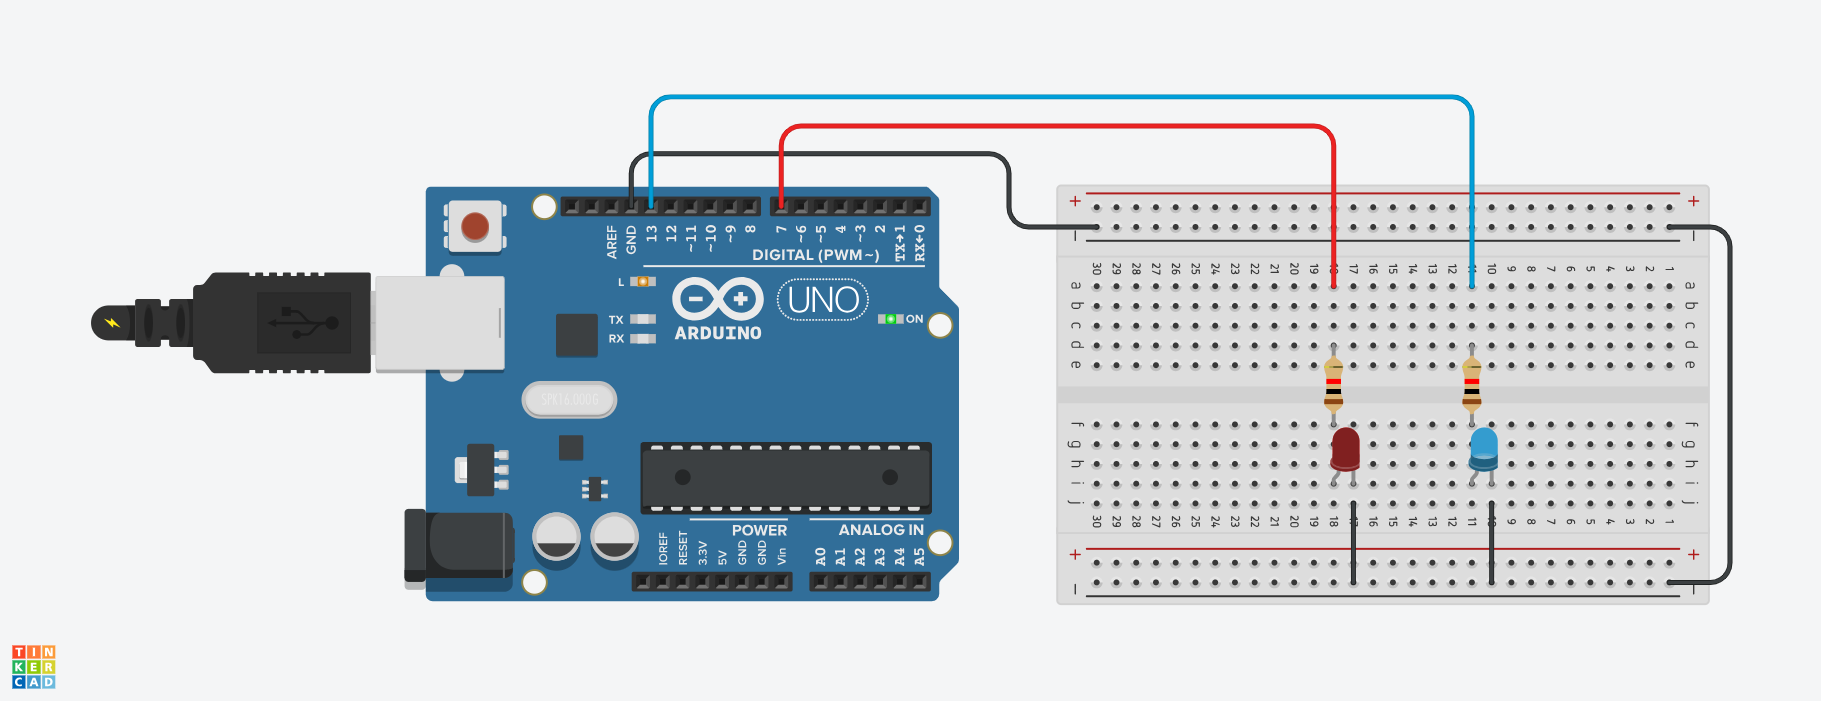 AREF
GND
13
12
~11
~10
~9
8
7
~6
~5
4
~3
2
TX→1
RX←0
DIGITAL (PWM~)
L
TX
RX
ARDUINO
UNO
ON
SPK16.000G
POWER
ANALOG IN
IOREF
RESET
3.3V
5V
GND
GND
Vin
A0
A1
A2
A3
A4
A5
+ +
− −
30 29 28 27 26 25 24 23 22 21 20 19 18 17 16 15 14 13 12 11 10 9 8 7 6 5 4 3 2 1
a a
b b
c c
d d
e e
f f
g g
h h
i i
j j
30 29 28 27 26 25 24 23 22 21 20 19 18 17 16 15 14 13 12 11 10 9 8 7 6 5 4 3 2 1
+ +
− −
TIN
KER
CAD